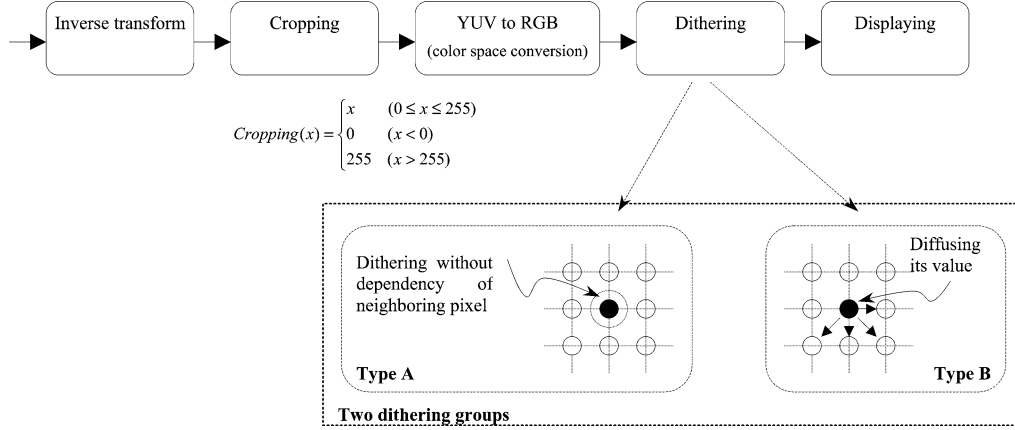 Inverse transform
Cropping
YUV to RGB
(color space conversion)
Dithering
Displaying
x (0 ≤ x ≤ 255)
Cropping(x) = { 0 (x < 0)
255 (x > 255)
Dithering without
dependency of
neighboring pixel
Type A
Diffusing
its value
Type B
Two dithering groups